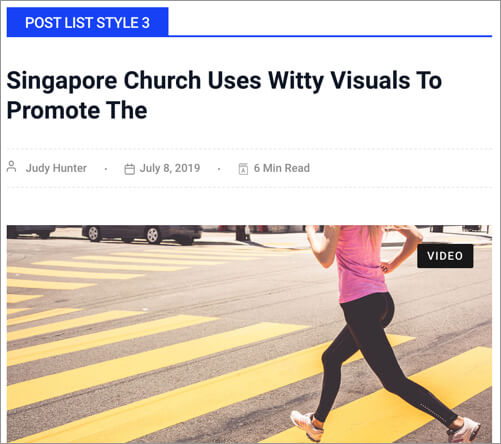 POST LIST STYLE 3
Singapore Church Uses Witty Visuals To
Promote The
Judy Hunter • July 8, 2019 • 6 Min Read
VIDEO